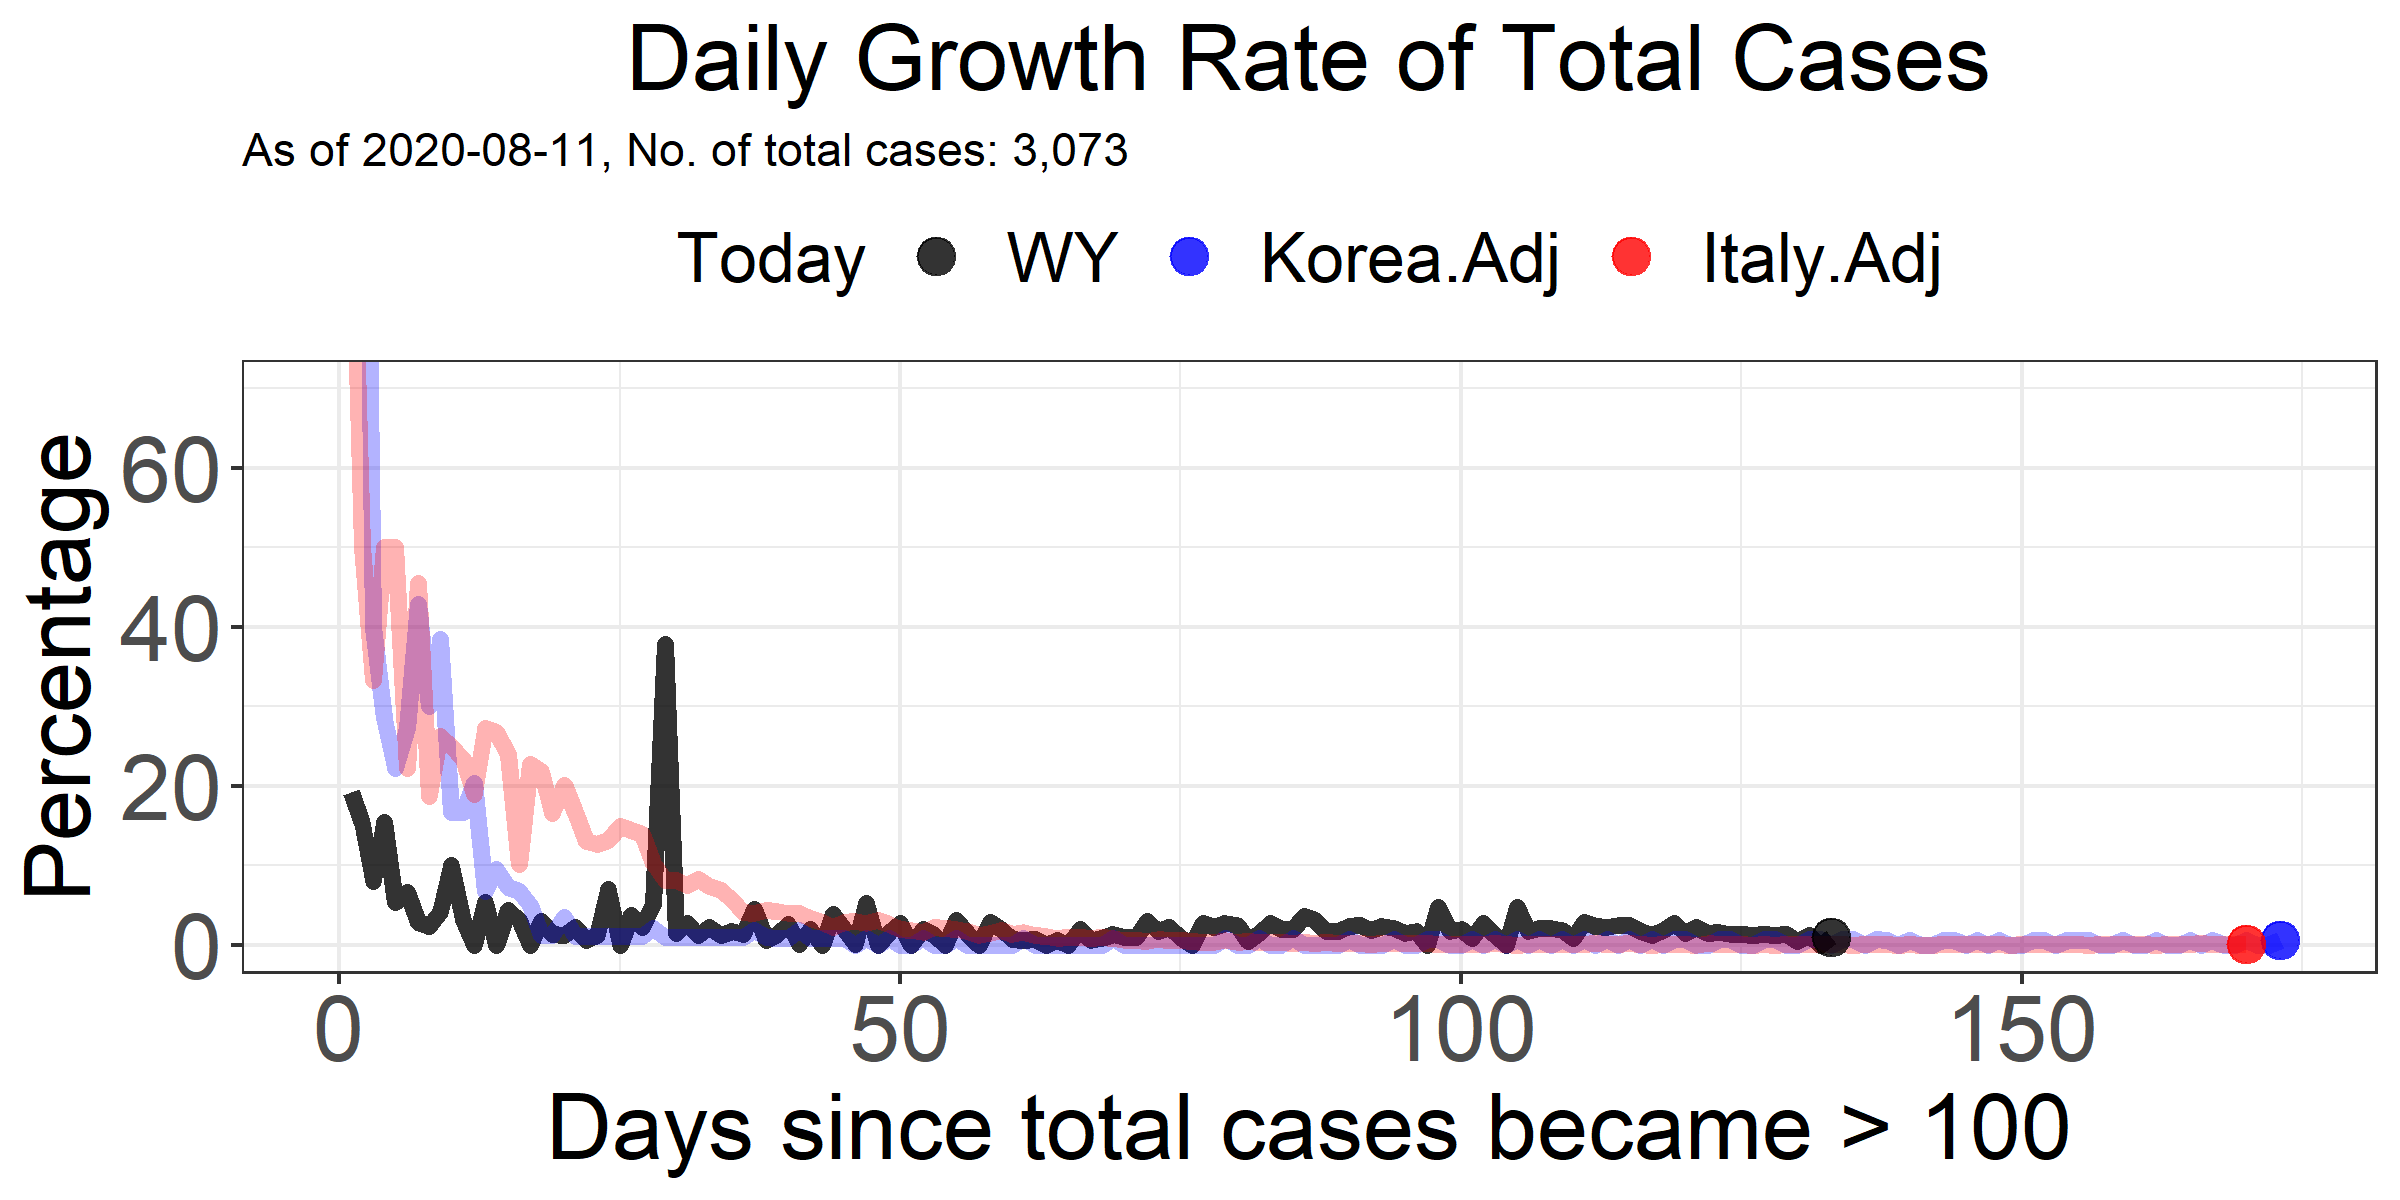 Daily Growth Rate of Total Cases
As of 2020-08-11, No. of total cases: 3,073
Today WY Korea.Adj Italy.Adj
Percentage
60
40
20
0
0 50 100 150
Days since total cases became > 100